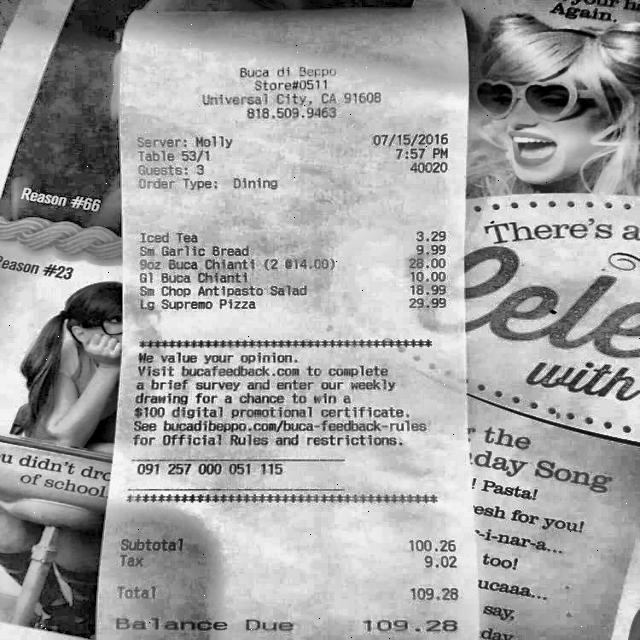 Buca di Beppo
Store#0511
Universal City, CA 91608
818.509.9463
Server: Molly 07/15/2016
Table 53/1 7:57 PM
Guests: 3 40020
Order Type: Dining
Iced Tea 3.29
Sm Garlic Bread 9.99
9oz Buca Chianti (2 @14.00) 28.00
Gl Buca Chianti 10.00
Sm Chop Antipasto Salad 18.99
Lg Supremo Pizza 29.99
We value your opinion.
Visit bucafeedback.com to complete
a brief survey and enter our weekly
drawing for a chance to win a
$100 digital promotional certificate.
See bucadibeppo.com/buca-feedback-rules
for Official Rules and restrictions.
091 257 000 051 115
Subtotal 100.26
Tax 9.02
Total 109.28
Balance Due 109.28
Reason #66
Reason #23
u didn't
of school
your
Again.
There's a
Cele
with
the
day Song
! Pasta!
esh for you!
r-i-nar-a...
too!
ucaaa...
say,
day